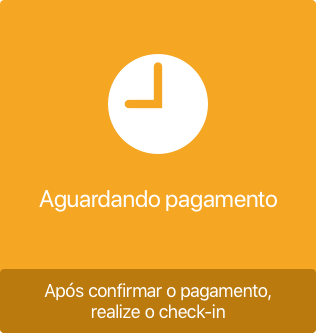 Aguardando pagamento
Após confirmar o pagamento,
realize o check-in